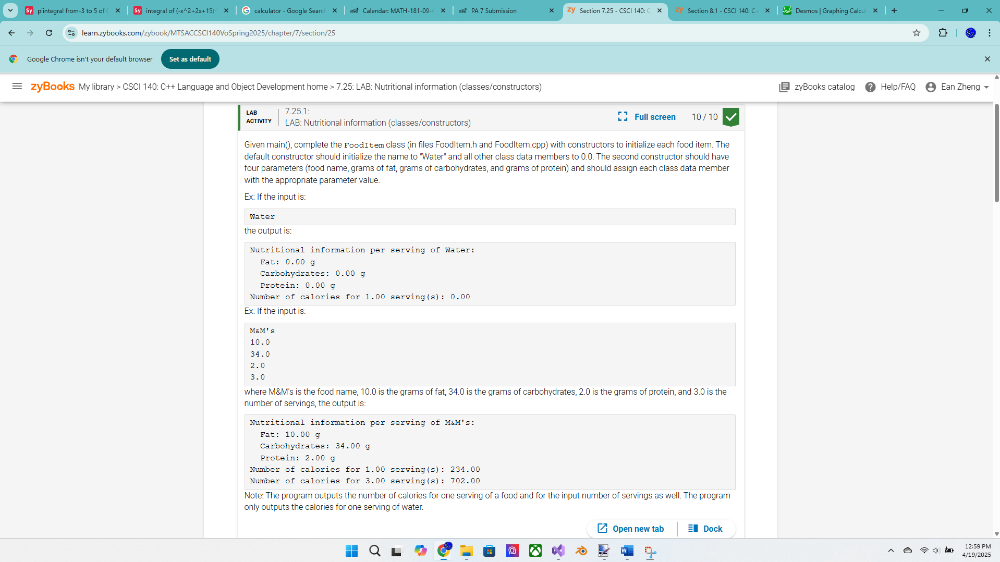 piintegral from-3 to 5 of (
integral of (-x^2+2x+15)^
calculator - Google Search
Calendar: MATH-181-09-4
PA 7 Submission
Section 7.25 - CSCI 140: C
Section 8.1 - CSCI 140: C+
Desmos | Graphing Calcul
learn.zybooks.com/zybook/MTSACCSCI140VoSpring2025/chapter/7/section/25
Google Chrome isn't your default browser Set as default
zyBooks My library > CSCI 140: C++ Language and Object Development home > 7.25: LAB: Nutritional information (classes/constructors) zyBooks catalog Help/FAQ Ean Zheng
LAB ACTIVITY
7.25.1:
LAB: Nutritional information (classes/constructors)
Full screen 10 / 10
Given main(), complete the FoodItem class (in files FoodItem.h and FoodItem.cpp) with constructors to initialize each food item. The
default constructor should initialize the name to "Water" and all other class data members to 0.0. The second constructor should have
four parameters (food name, grams of fat, grams of carbohydrates, and grams of protein) and should assign each class data member
with the appropriate parameter value.
Ex: If the input is:
Water
the output is:
Nutritional information per serving of Water:
Fat: 0.00 g
Carbohydrates: 0.00 g
Protein: 0.00 g
Number of calories for 1.00 serving(s): 0.00
Ex: If the input is:
M&M's
10.0
34.0
2.0
3.0
where M&M's is the food name, 10.0 is the grams of fat, 34.0 is the grams of carbohydrates, 2.0 is the grams of protein, and 3.0 is the
number of servings, the output is:
Nutritional information per serving of M&M's:
Fat: 10.00 g
Carbohydrates: 34.00 g
Protein: 2.00 g
Number of calories for 1.00 serving(s): 234.00
Number of calories for 3.00 serving(s): 702.00
Note: The program outputs the number of calories for one serving of a food and for the input number of servings as well. The program
only outputs the calories for one serving of water.
Open new tab Dock
12:59 PM
4/19/2025